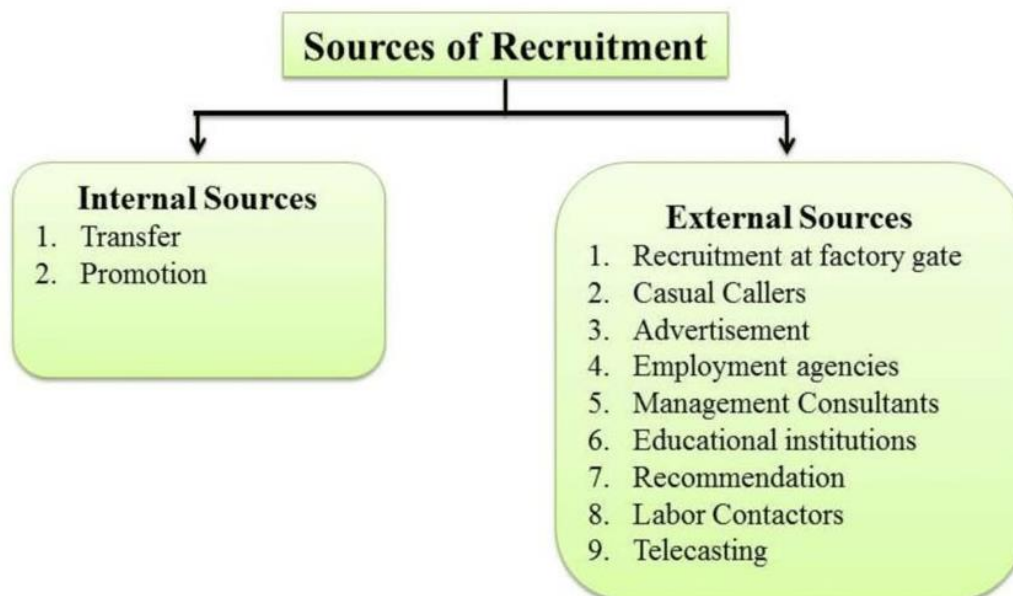 Sources of Recruitment
Internal Sources
1. Transfer
2. Promotion
External Sources
1. Recruitment at factory gate
2. Casual Callers
3. Advertisement
4. Employment agencies
5. Management Consultants
6. Educational institutions
7. Recommendation
8. Labor Contactors
9. Telecasting